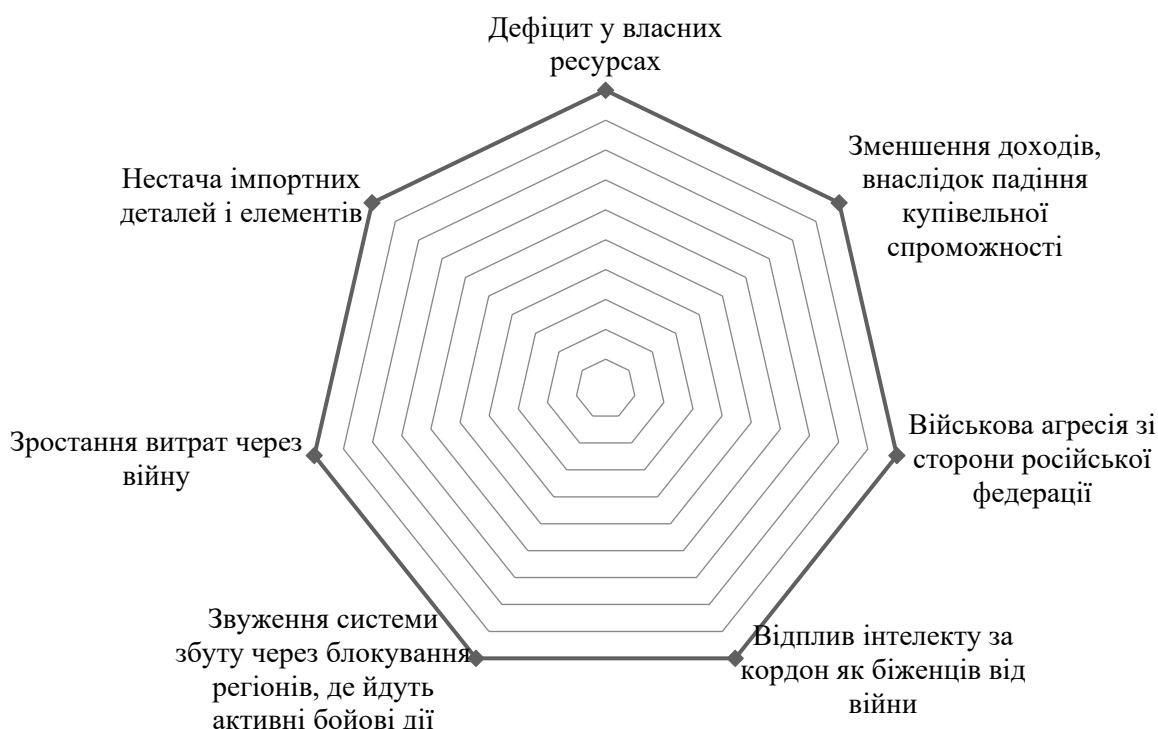 Дефіцит у власних
ресурсах
Зменшення доходів,
внаслідок падіння
купівельної
спроможності
Військова агресія зі
сторони російської
федерації
Відплив інтелекту за
кордон як біженців від
війни
Звуження системи
збуту через блокування
регіонів, де йдуть
активні бойові дії
Зростання витрат через
війну
Нестача імпортних
деталей і елементів